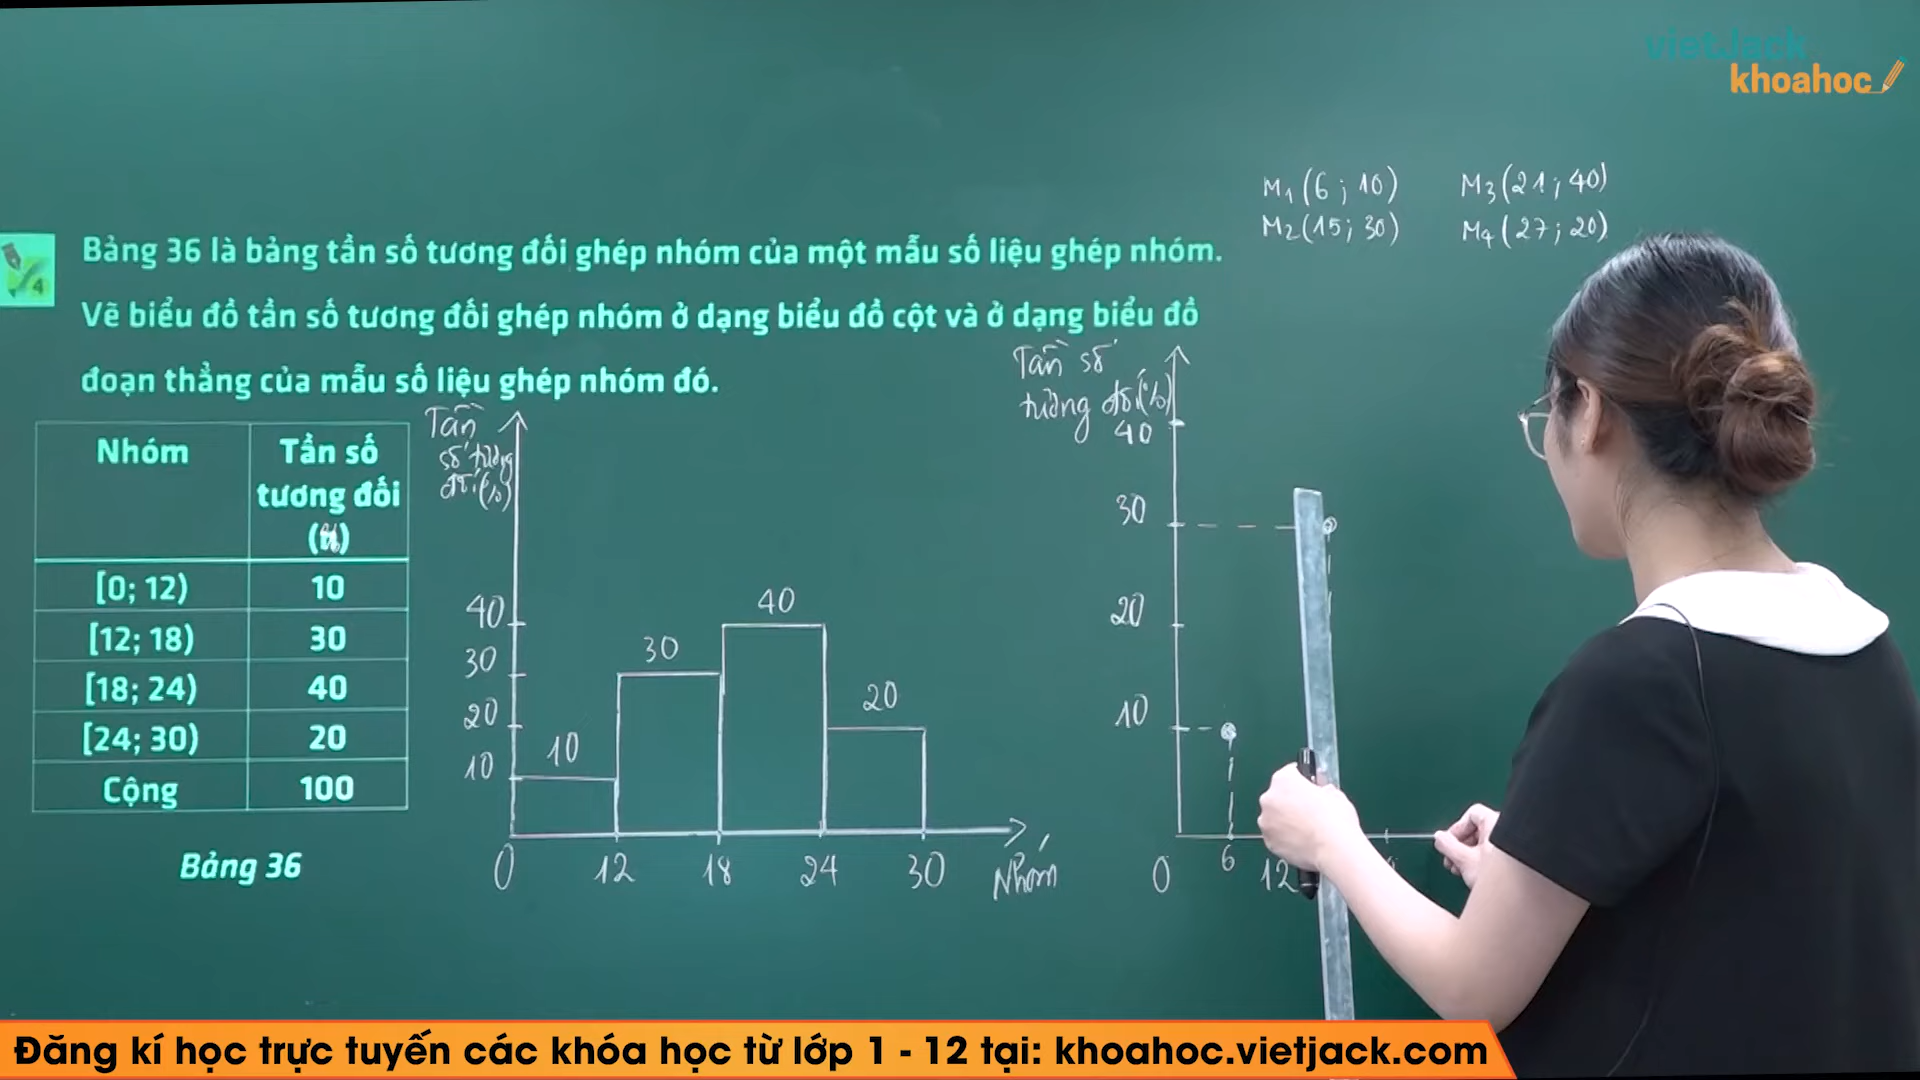 vietJack
khoahoc
M1(6; 10) M3(21; 40)
M2(15; 30) M4(27; 20)
4
Bảng 36 là bảng tần số tương đối ghép nhóm của một mẫu số liệu ghép nhóm.
Vẽ biểu đồ tần số tương đối ghép nhóm ở dạng biểu đồ cột và ở dạng biểu đồ
đoạn thẳng của mẫu số liệu ghép nhóm đó.
Nhóm Tần số tương đối (%)
[0; 12) 10
[12; 18) 30
[18; 24) 40
[24; 30) 20
Cộng 100
Bảng 36
Tần
số tương
đối(%)
40
30
20
10
10
30
40
20
0 12 18 24 30 Nhóm
Tần số
tương đối(%)
40
30
20
10
0 6 12
Đăng kí học trực tuyến các khóa học từ lớp 1 - 12 tại: khoahoc.vietjack.com